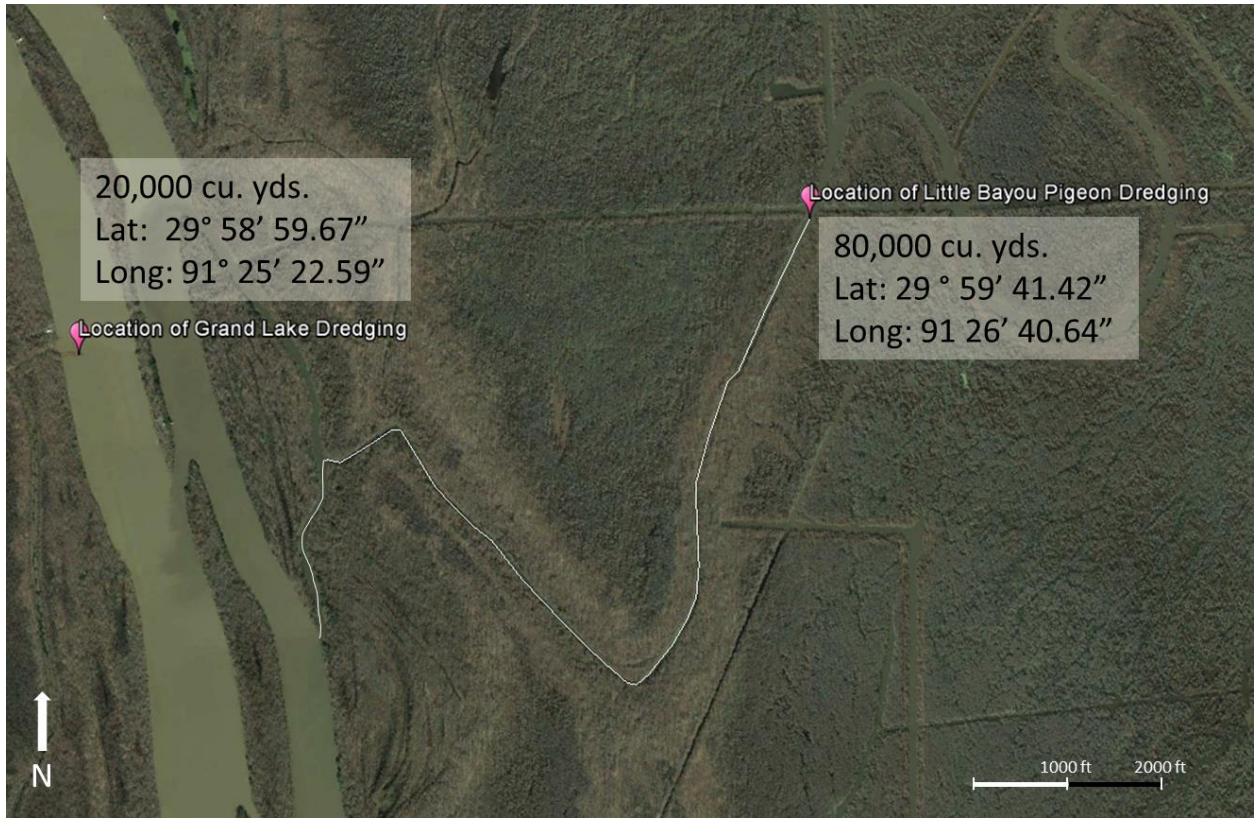 20,000 cu. yds.
Lat:  29° 58’ 59.67”
Long: 91° 25’ 22.59”
Location of Grand Lake Dredging
Location of Little Bayou Pigeon Dredging
80,000 cu. yds.
Lat: 29 ° 59’ 41.42”
Long: 91 26’ 40.64”
N
1000 ft
2000 ft